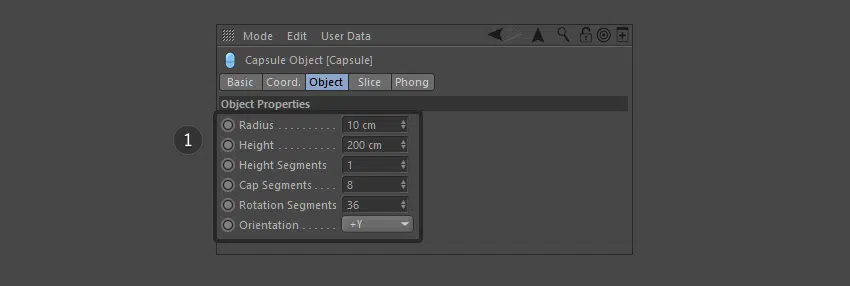 Mode Edit User Data
Capsule Object [Capsule]
Basic Coord. Object Slice Phong
Object Properties
1
Radius . . . . . . . . . . 10 cm
Height . . . . . . . . . . 200 cm
Height Segments 1
Cap Segments . . . . 8
Rotation Segments 36
Orientation . . . . . . +Y